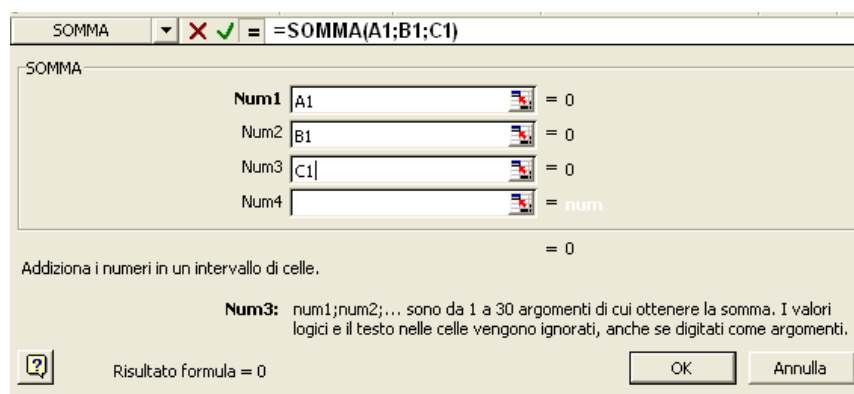 SOMMA = =SOMMA(A1;B1;C1)
SOMMA
Num1 A1 = 0
Num2 B1 = 0
Num3 C1 = 0
Num4 = num
= 0
Addiziona i numeri in un intervallo di celle.
Num3: num1;num2;... sono da 1 a 30 argomenti di cui ottenere la somma. I valori
logici e il testo nelle celle vengono ignorati, anche se digitati come argomenti.
? Risultato formula = 0 OK Annulla